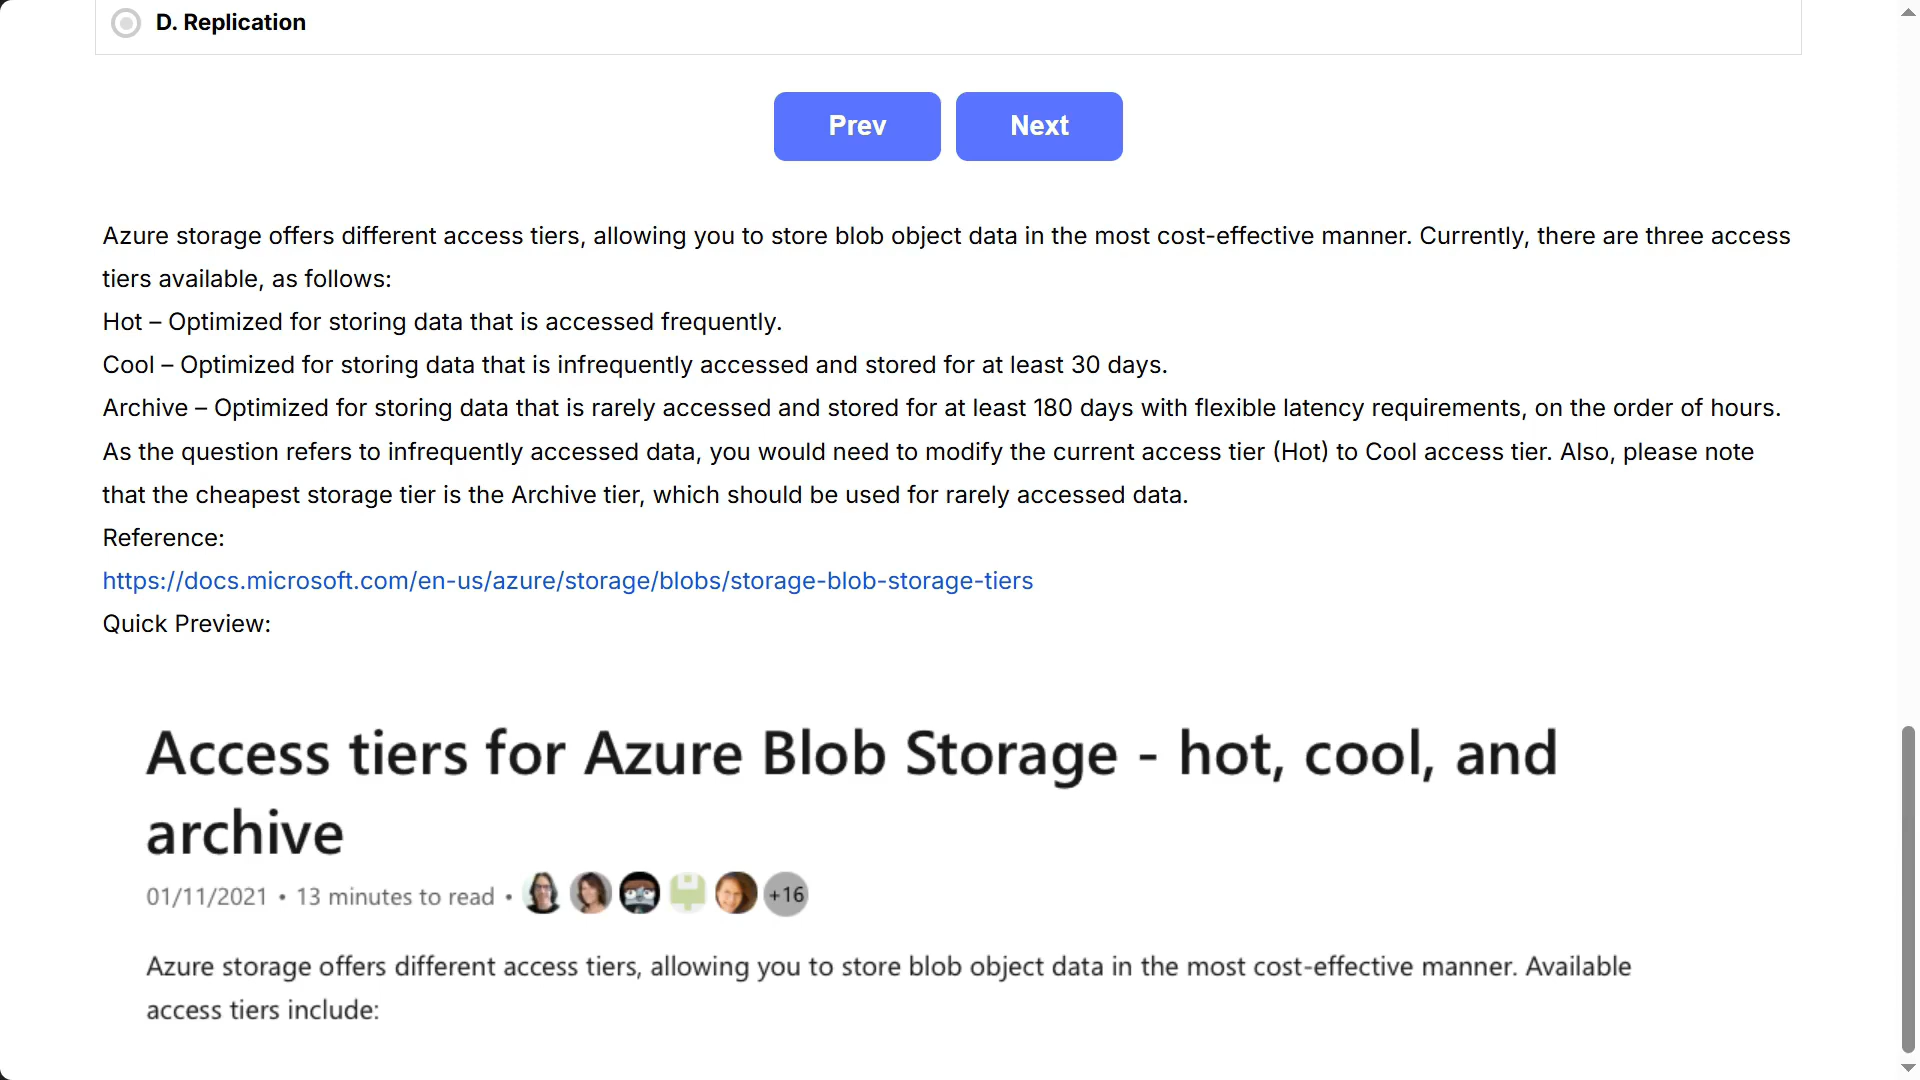 D. Replication
Prev
Next
Azure storage offers different access tiers, allowing you to store blob object data in the most cost-effective manner. Currently, there are three access
tiers available, as follows:
Hot – Optimized for storing data that is accessed frequently.
Cool – Optimized for storing data that is infrequently accessed and stored for at least 30 days.
Archive – Optimized for storing data that is rarely accessed and stored for at least 180 days with flexible latency requirements, on the order of hours.
As the question refers to infrequently accessed data, you would need to modify the current access tier (Hot) to Cool access tier. Also, please note
that the cheapest storage tier is the Archive tier, which should be used for rarely accessed data.
Reference:
https://docs.microsoft.com/en-us/azure/storage/blobs/storage-blob-storage-tiers
Quick Preview:
Access tiers for Azure Blob Storage - hot, cool, and
archive
01/11/2021 • 13 minutes to read • +16
Azure storage offers different access tiers, allowing you to store blob object data in the most cost-effective manner. Available
access tiers include: